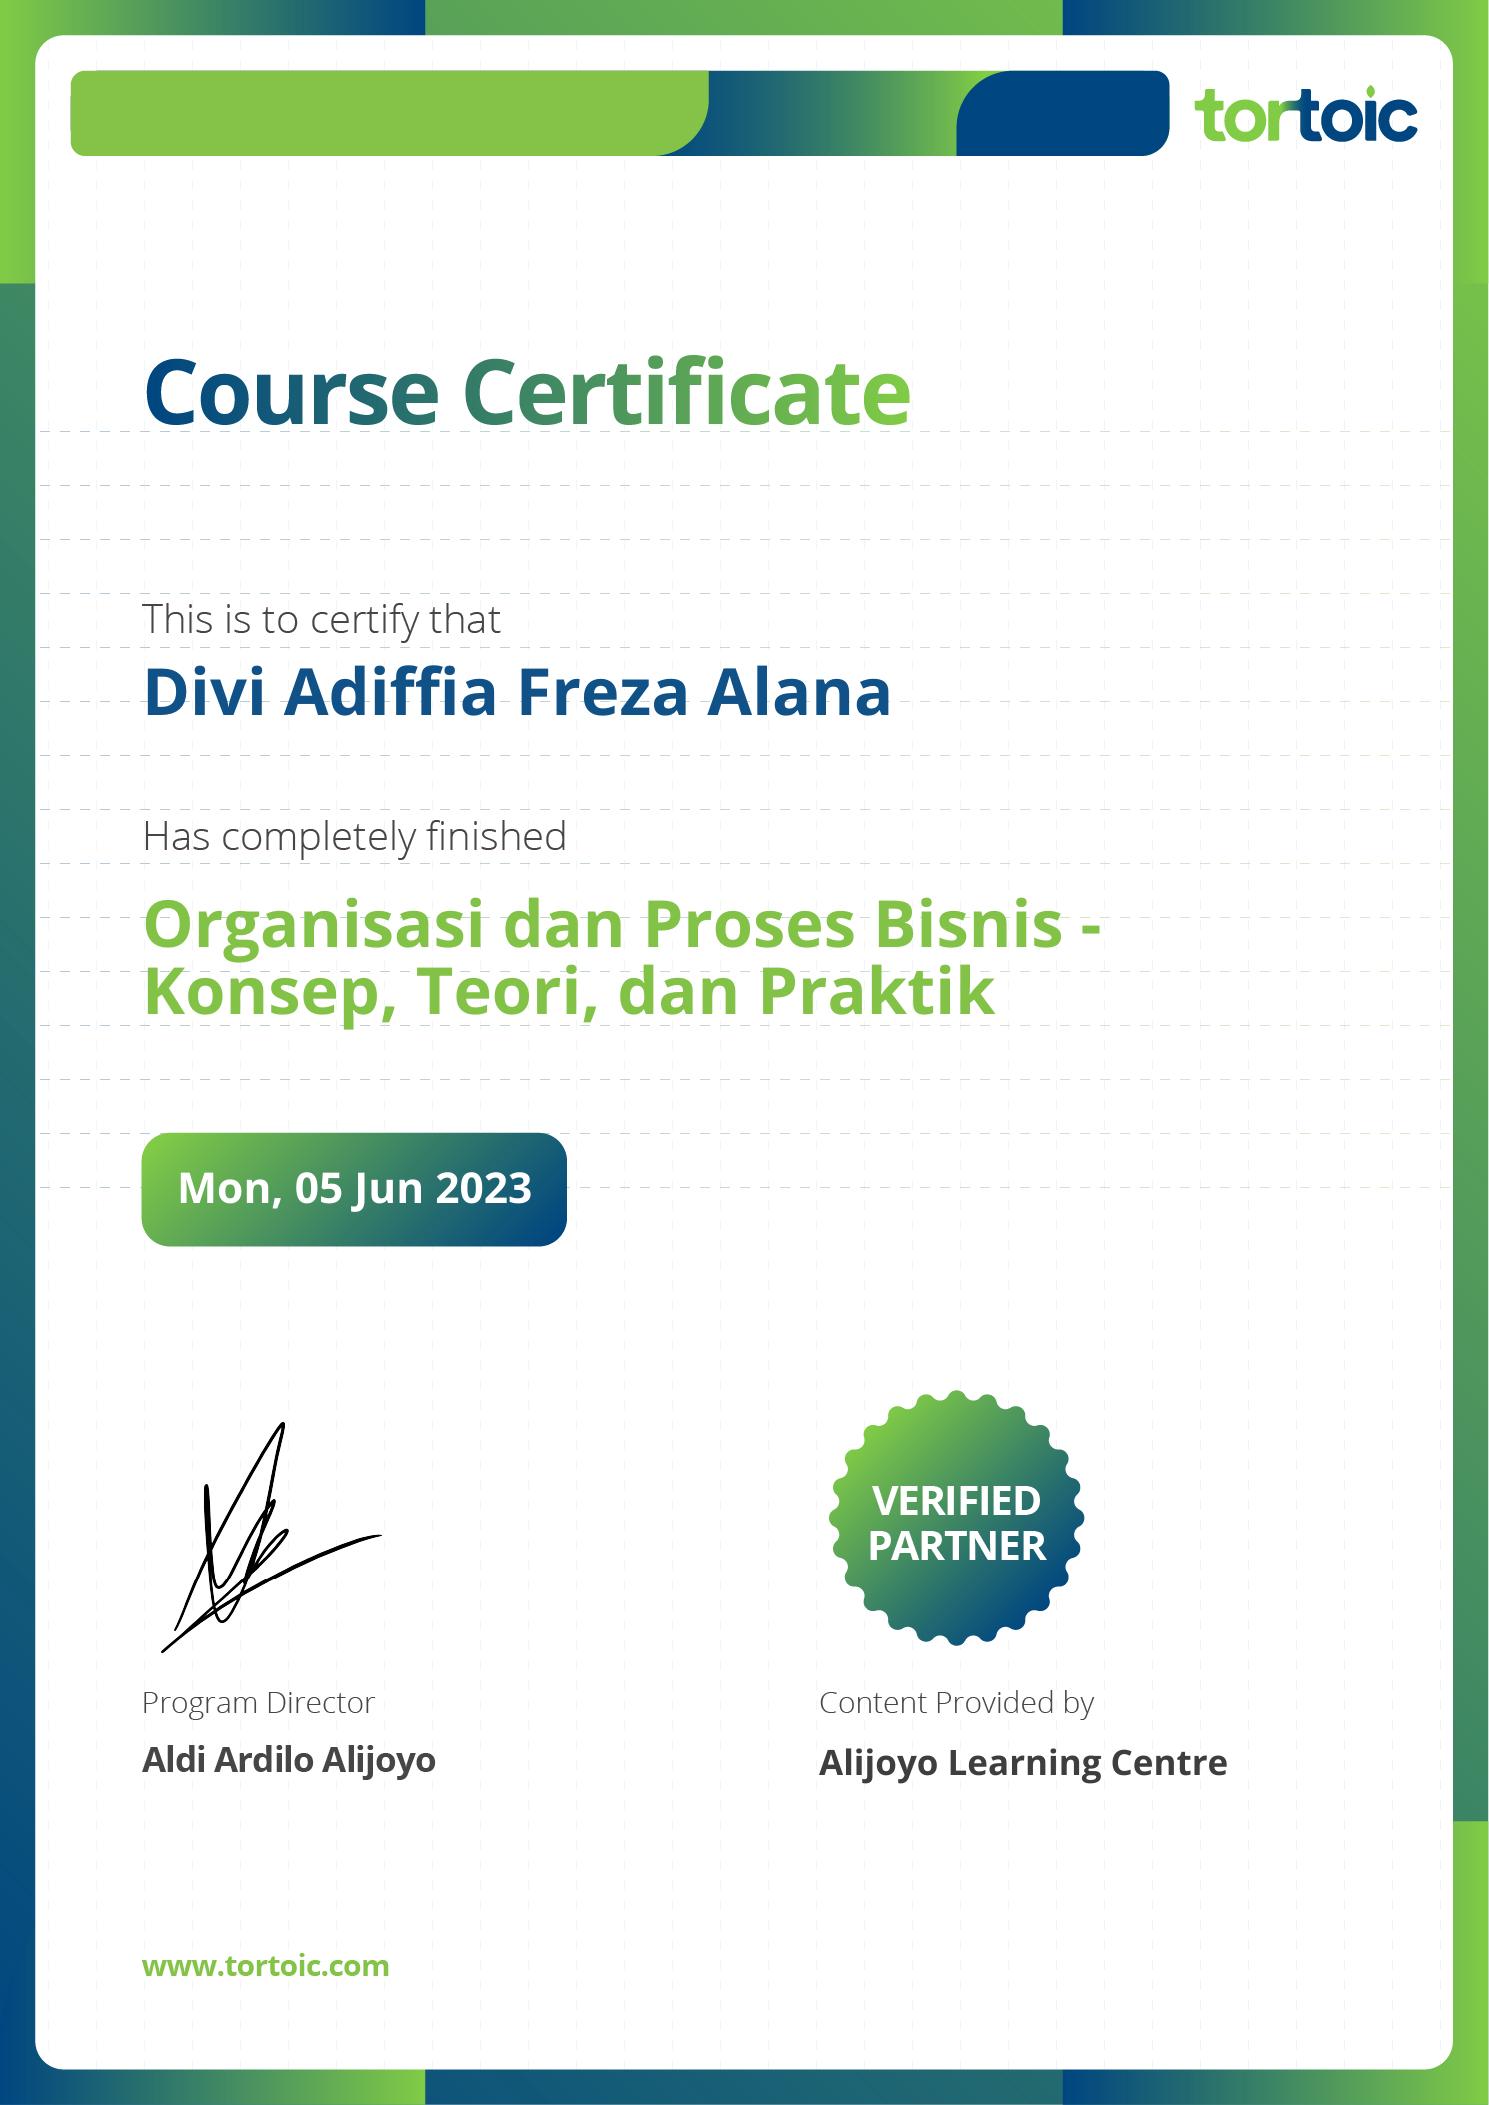 tortoic
Course Certificate
This is to certify that
Divi Adiffia Freza Alana
Has completely finished
Organisasi dan Proses Bisnis -
Konsep, Teori, dan Praktik
Mon, 05 Jun 2023
VERIFIED
PARTNER
Program Director
Aldi Ardilo Alijoyo
Content Provided by
Alijoyo Learning Centre
www.tortoic.com